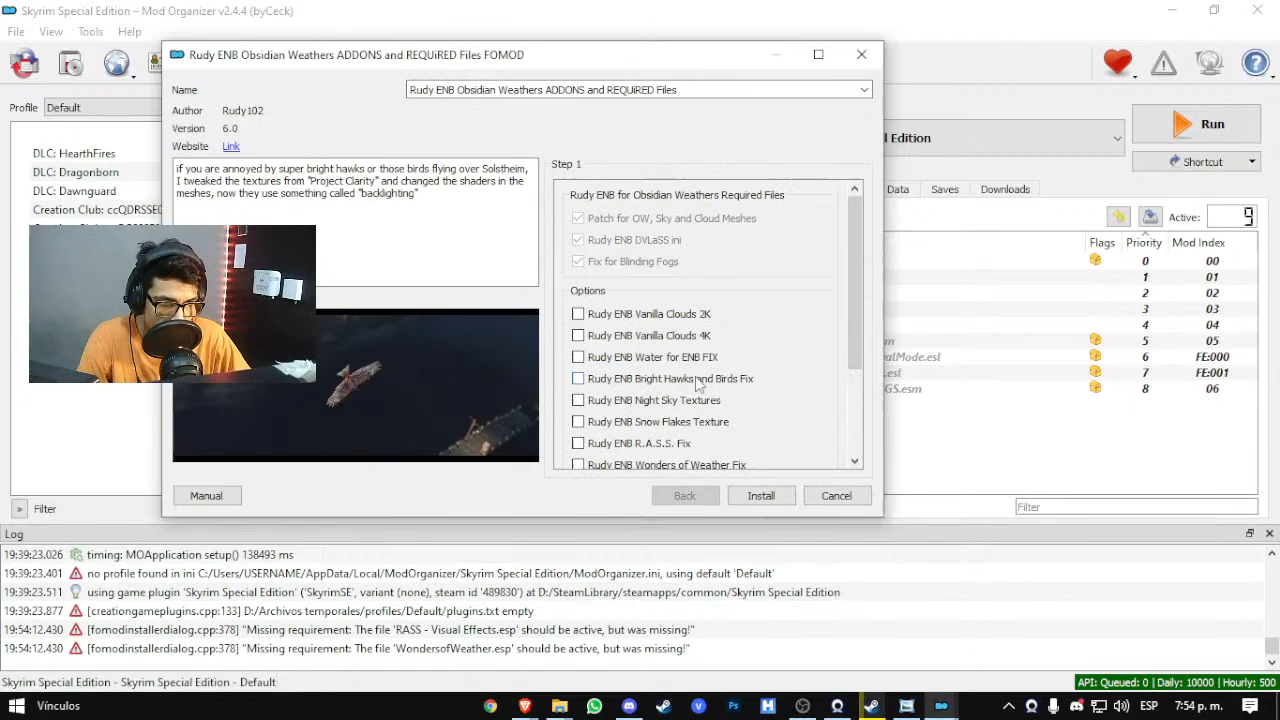 Skyrim Special Edition – Mod Organizer v2.4.4 (byCeck)
File View Tools Help
Rudy ENB Obsidian Weathers ADDONS and REQUiRED Files FOMOD
Name Rudy ENB Obsidian Weathers ADDONS and REQUiRED Files
Author Rudy102
Version 6.0
Website Link
if you are annoyed by super bright hawks or those birds flying over Solstheim,
I tweaked the textures from "Project Clarity" and changed the shaders in the
meshes, now they use something called "backlighting"
Step 1
Rudy ENB for Obsidian Weathers Required Files
Patch for OW, Sky and Cloud Meshes
Rudy ENB DVLaSS ini
Fix for Blinding Fogs
Options
Rudy ENB Vanilla Clouds 2K
Rudy ENB Vanilla Clouds 4K
Rudy ENB Water for ENB FIX
Rudy ENB Bright Hawks and Birds Fix
Rudy ENB Night Sky Textures
Rudy ENB Snow Flakes Texture
Rudy ENB R.A.S.S. Fix
Rudy ENB Wonders of Weather Fix
Manual Back Install Cancel
Profile Default
DLC: HearthFires
DLC: Dragonborn
DLC: Dawnguard
Creation Club: ccQDRSSE0
» Filter
al Edition Run
Shortcut
Data Saves Downloads
Active: 9
Flags Priority Mod Index
0 00
1 01
2 02
3 03
4 04
m 5 05
valMode.esl 6 FE:000
.esl 7 FE:001
GS.esm 8 06
Filter
Log
19:39:23.026 timing: MOApplication setup() 138493 ms
19:39:23.401 no profile found in ini C:/Users/USERNAME/AppData/Local/ModOrganizer/Skyrim Special Edition/ModOrganizer.ini, using default 'Default'
19:39:23.511 using game plugin 'Skyrim Special Edition' ('SkyrimSE', variant (none), steam id '489830') at D:/SteamLibrary/steamapps/common/Skyrim Special Edition
19:39:23.877 [creationgameplugins.cpp:133] D:/Archivos temporales/profiles/Default/plugins.txt empty
19:54:12.430 [fomodinstallerdialog.cpp:378] "Missing requirement: The file 'RASS - Visual Effects.esp' should be active, but was missing!"
19:54:12.430 [fomodinstallerdialog.cpp:378] "Missing requirement: The file 'WondersofWeather.esp' should be active, but was missing!"
Skyrim Special Edition - Skyrim Special Edition - Default
API: Queued: 0 | Daily: 10000 | Hourly: 500
Vínculos
ESP 7:54 p. m.